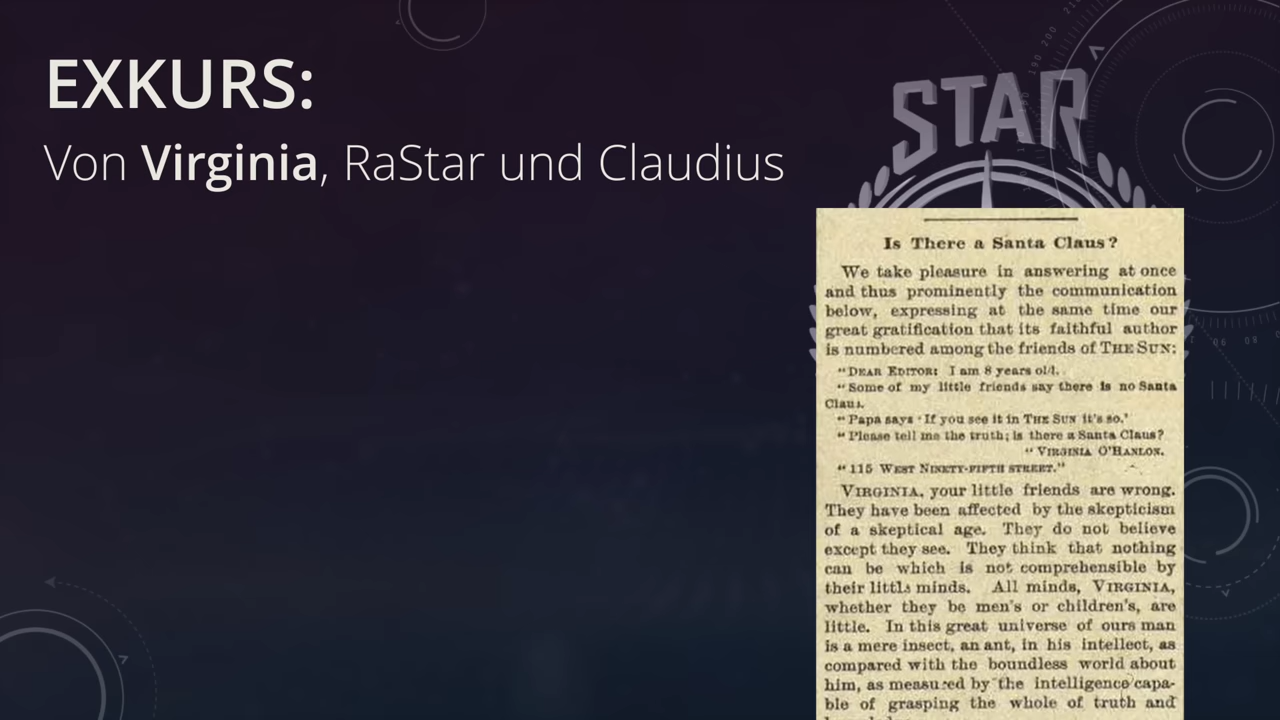 EXKURS:
Von Virginia, RaStar und Claudius
STAR
Is There a Santa Claus?
We take pleasure in answering at once
and thus prominently the communication
below, expressing at the same time our
great gratification that its faithful author
is numbered among the friends of THE SUN:
"DEAR EDITOR: I am 8 years old.
"Some of my little friends say there is no Santa
Claus.
"Papa says 'If you see it in THE SUN it's so.'
"Please tell me the truth; is there a Santa Claus?
"VIRGINIA O'HANLON.
"115 WEST NINETY-FIFTH STREET."
VIRGINIA, your little friends are wrong.
They have been affected by the skepticism
of a skeptical age. They do not believe
except they see. They think that nothing
can be which is not comprehensible by
their little minds. All minds, VIRGINIA,
whether they be men's or children's, are
little. In this great universe of ours man
is a mere insect, an ant, in his intellect, as
compared with the boundless world about
him, as measured by the intelligence capa-
ble of grasping the whole of truth and